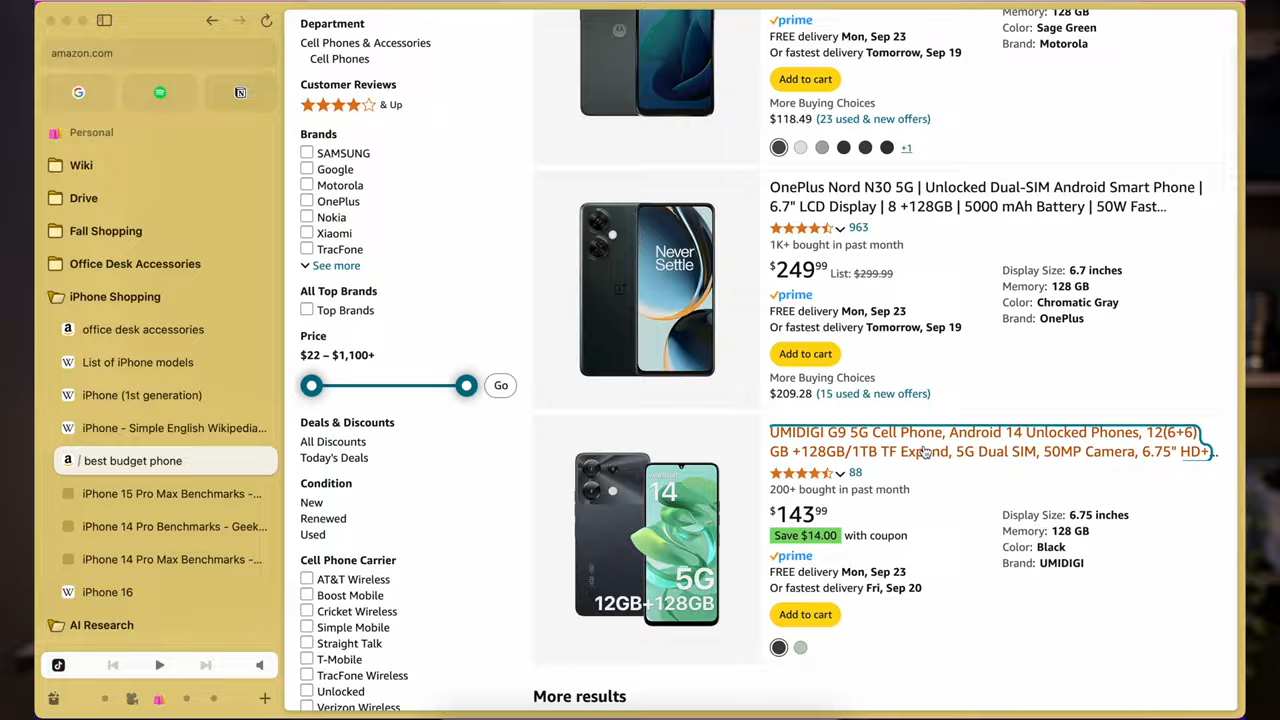 amazon.com
Personal
Wiki
Drive
Fall Shopping
Office Desk Accessories
iPhone Shopping
a office desk accessories
W List of iPhone models
W iPhone (1st generation)
W iPhone - Simple English Wikipedia...
a / best budget phone
iPhone 15 Pro Max Benchmarks -...
iPhone 14 Pro Benchmarks - Geek...
iPhone 14 Pro Max Benchmarks -...
W iPhone 16
AI Research
Department
Cell Phones & Accessories
Cell Phones
Customer Reviews
& Up
Brands
SAMSUNG
Google
Motorola
OnePlus
Nokia
Xiaomi
TracFone
See more
All Top Brands
Top Brands
Price
$22 – $1,100+
Go
Deals & Discounts
All Discounts
Today's Deals
Condition
New
Renewed
Used
Cell Phone Carrier
AT&T Wireless
Boost Mobile
Cricket Wireless
Simple Mobile
Straight Talk
T-Mobile
TracFone Wireless
Unlocked
Verizon Wireless
prime
FREE delivery Mon, Sep 23
Or fastest delivery Tomorrow, Sep 19
Add to cart
More Buying Choices
$118.49 (23 used & new offers)
+1
Memory: 128 GB
Color: Sage Green
Brand: Motorola
Never
Settle
OnePlus Nord N30 5G | Unlocked Dual-SIM Android Smart Phone |
6.7" LCD Display | 8 +128GB | 5000 mAh Battery | 50W Fast...
963
1K+ bought in past month
$249.99 List: $299.99
prime
FREE delivery Mon, Sep 23
Or fastest delivery Tomorrow, Sep 19
Add to cart
More Buying Choices
$209.28 (15 used & new offers)
Display Size: 6.7 inches
Memory: 128 GB
Color: Chromatic Gray
Brand: OnePlus
14
5G
12GB+128GB
UMIDIGI G9 5G Cell Phone, Android 14 Unlocked Phones, 12(6+6)
GB +128GB/1TB TF Expend, 5G Dual SIM, 50MP Camera, 6.75" HD+)...
88
200+ bought in past month
$143.99
Save $14.00 with coupon
prime
FREE delivery Mon, Sep 23
Or fastest delivery Fri, Sep 20
Add to cart
Display Size: 6.75 inches
Memory: 128 GB
Color: Black
Brand: UMIDIGI
More results